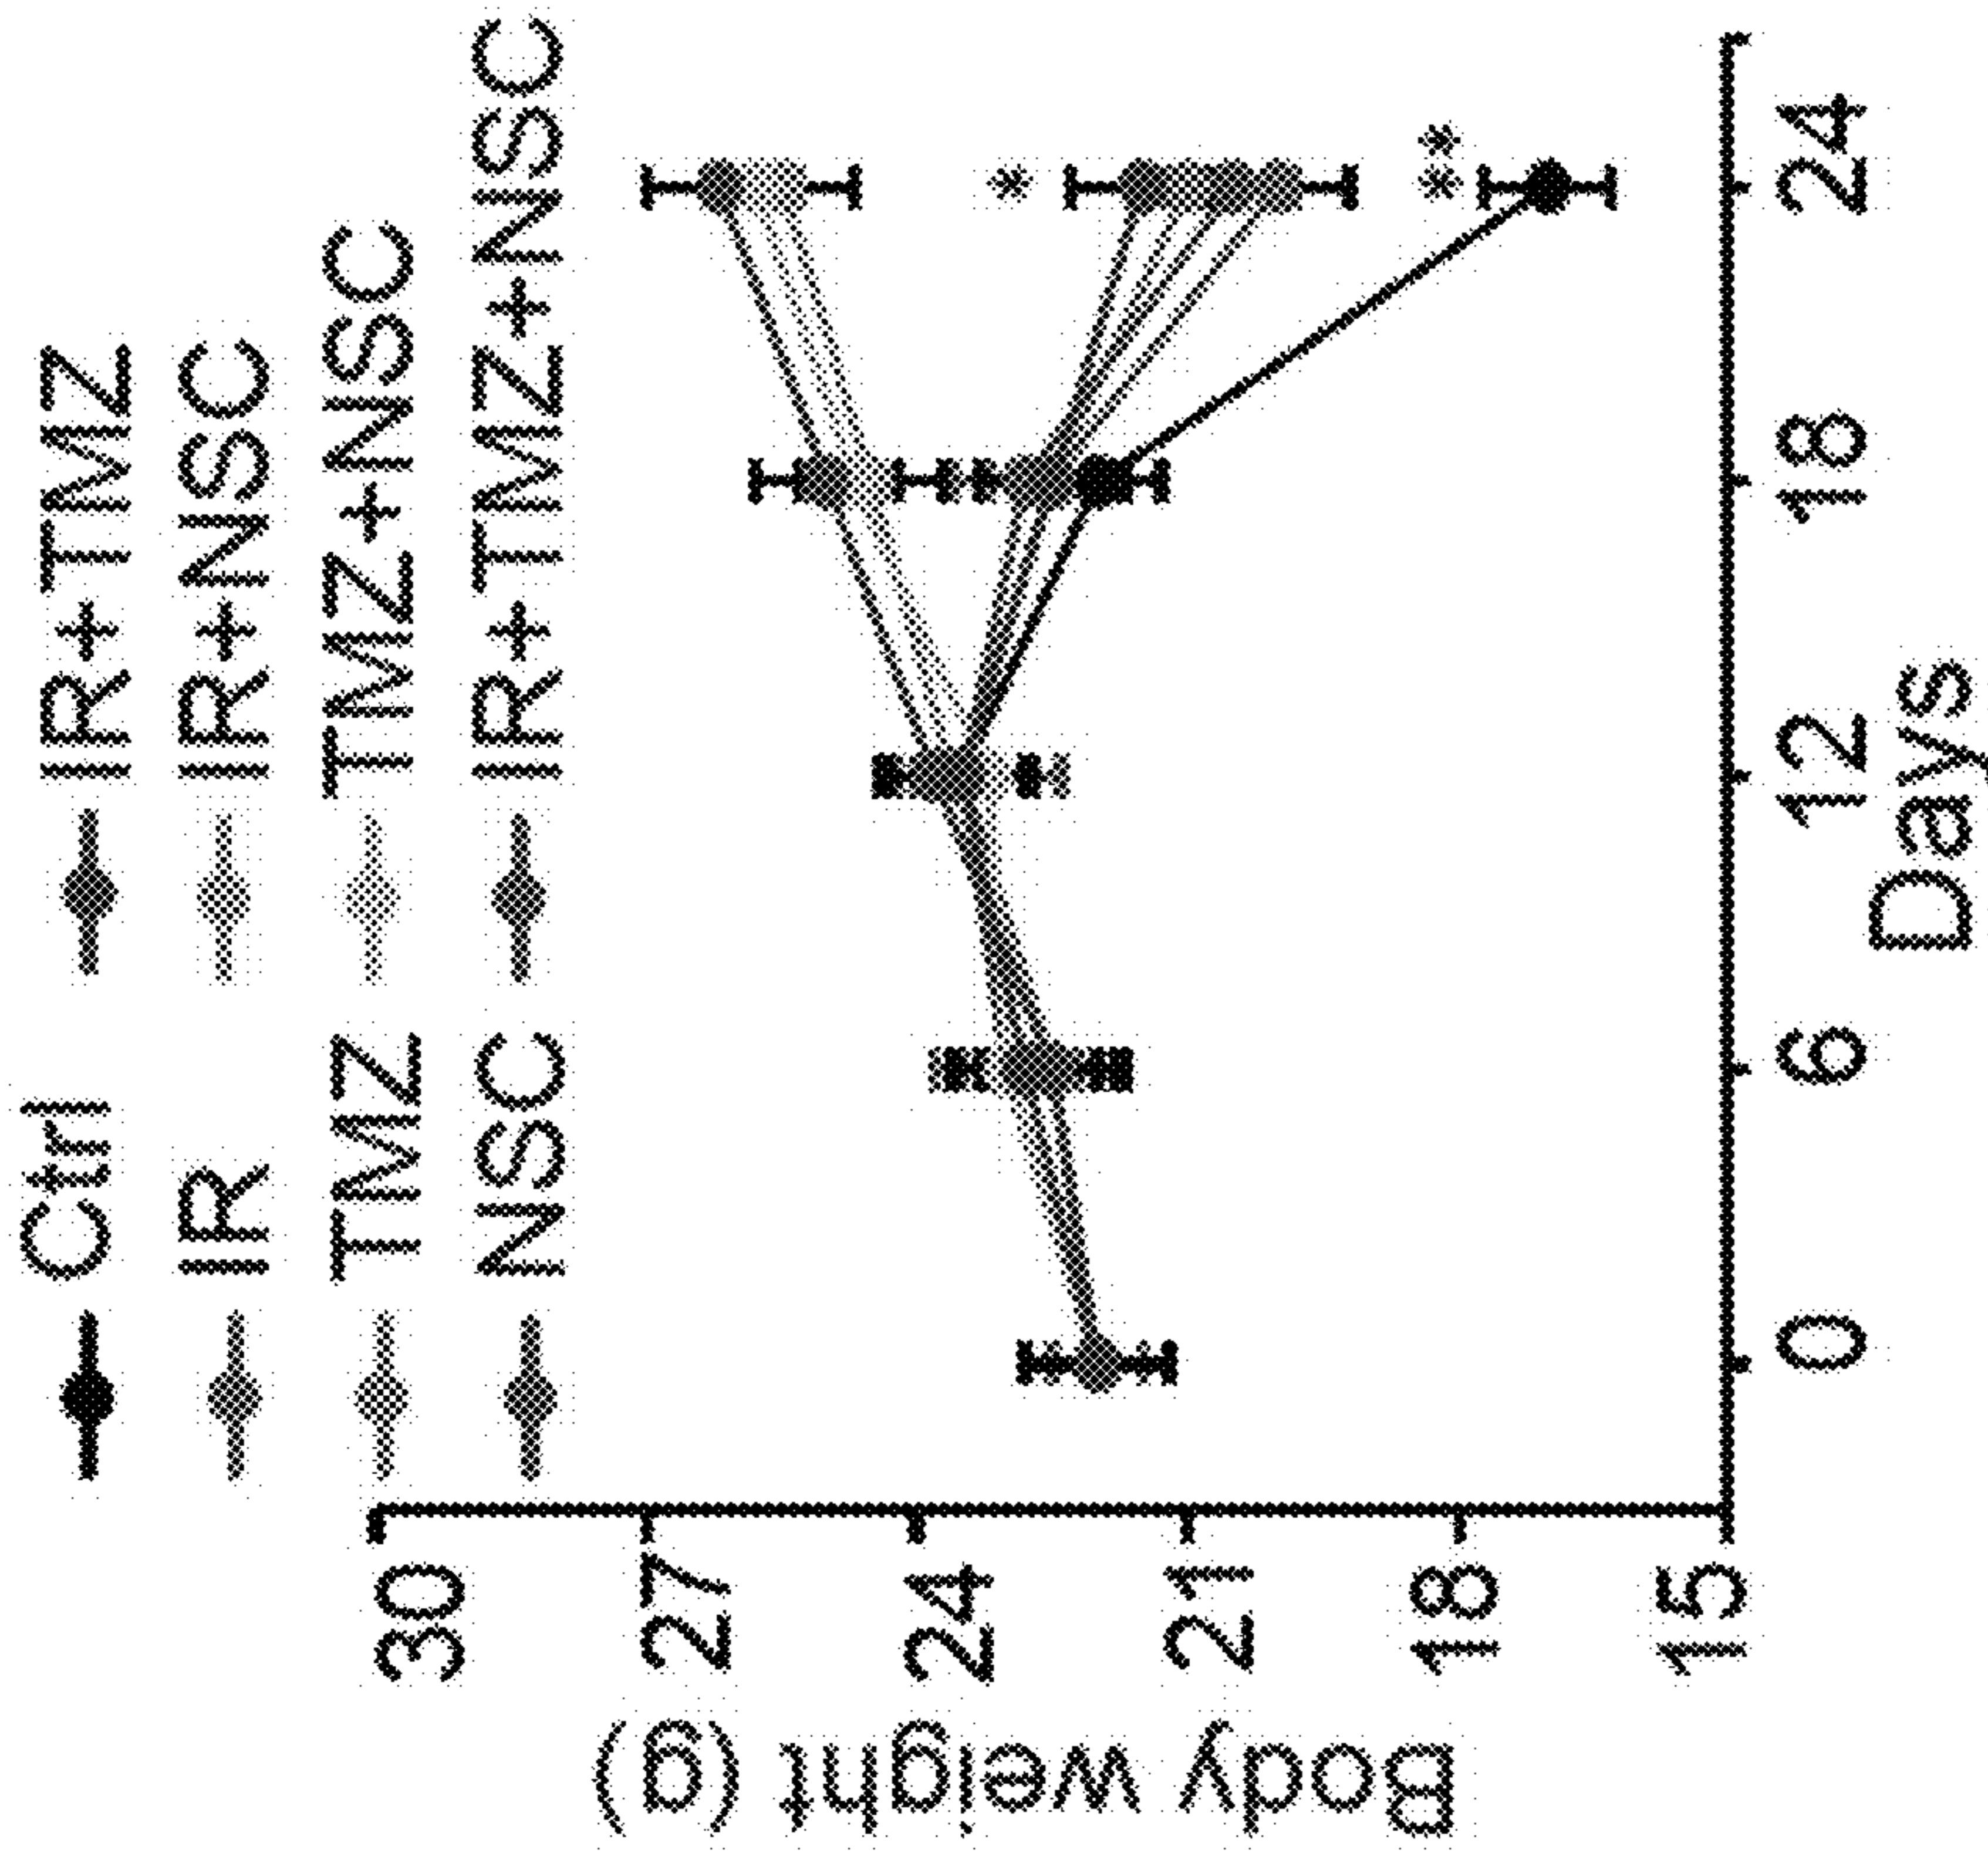 Ctrl
IR
TMZ
NSC
IR+TMZ
IR+NSC
TMZ+NSC
IR+TMZ+NSC
Body weight (g)
30
27
24
21
18
15
*
**
0 6 12 18 24
Days